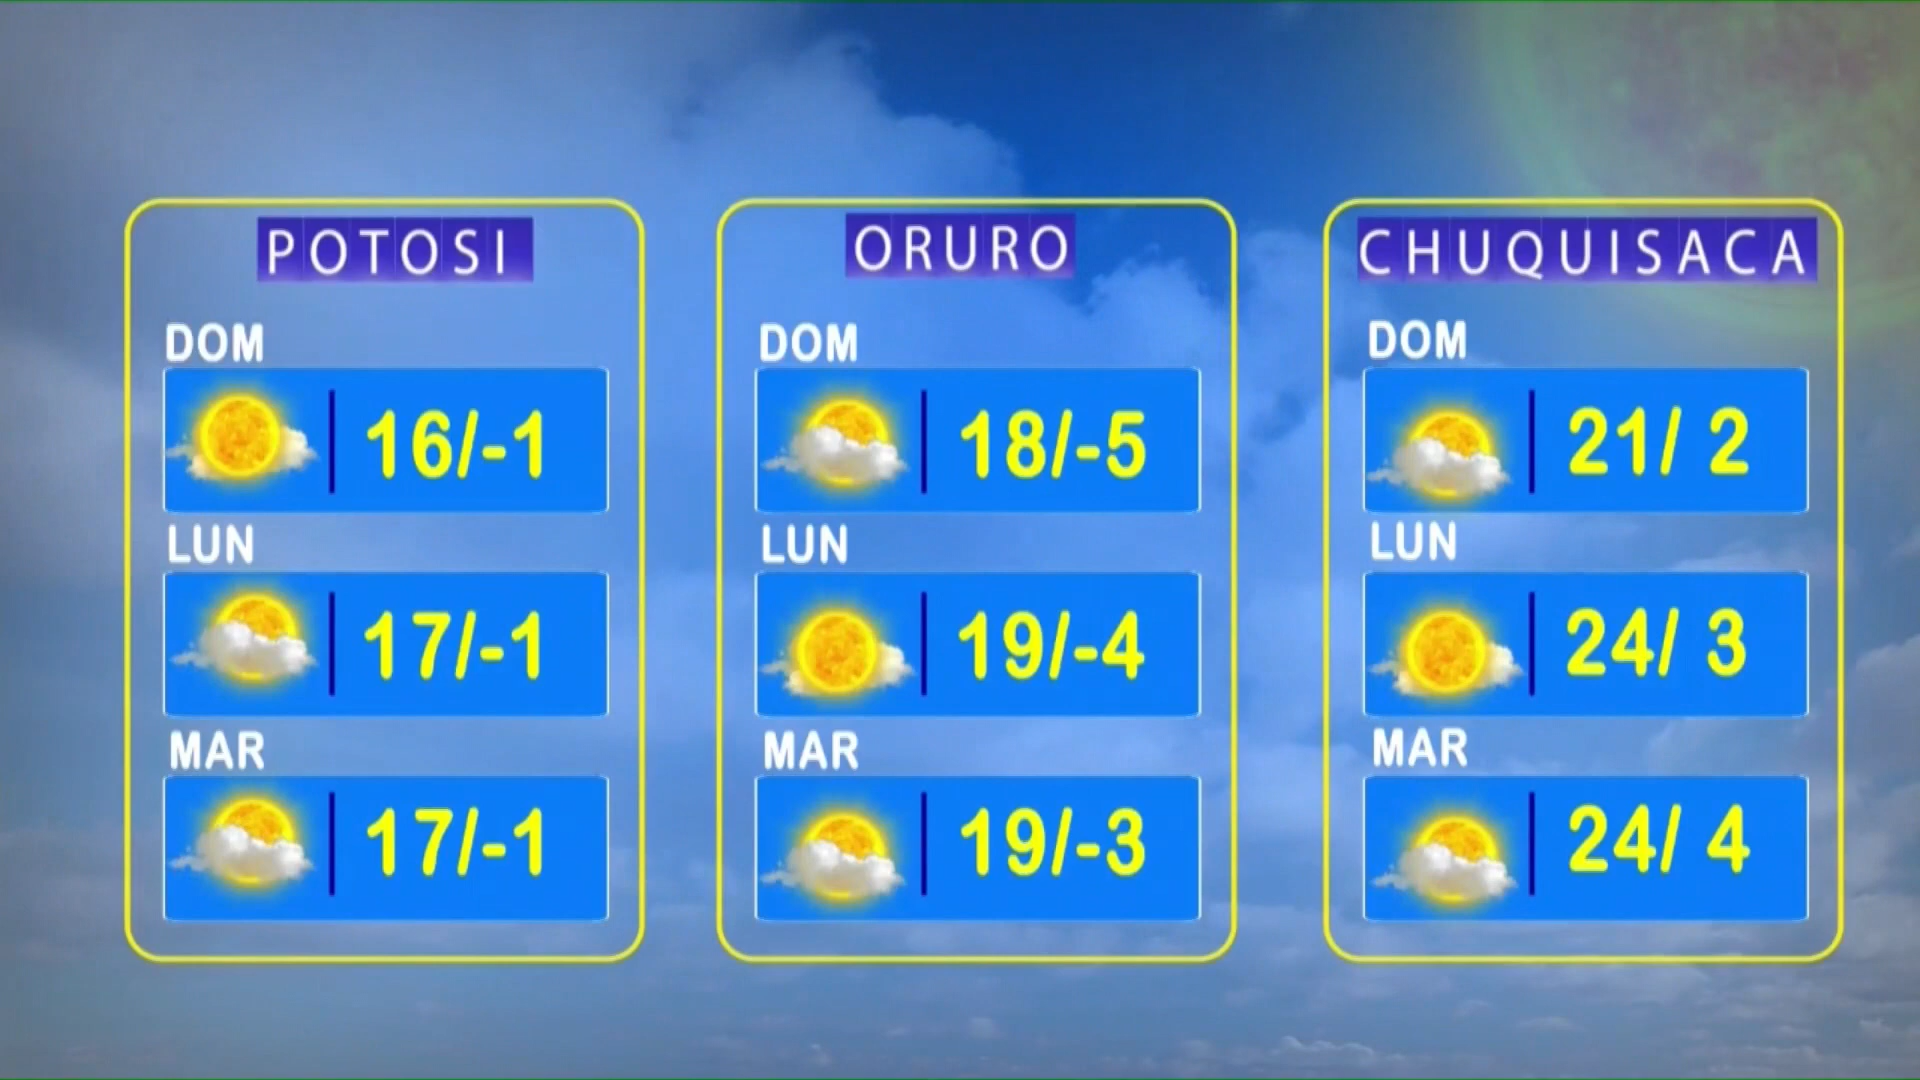 POTOSI
DOM
16/-1
LUN
17/-1
MAR
17/-1
ORURO
DOM
18/-5
LUN
19/-4
MAR
19/-3
CHUQUISACA
DOM
21/ 2
LUN
24/ 3
MAR
24/ 4